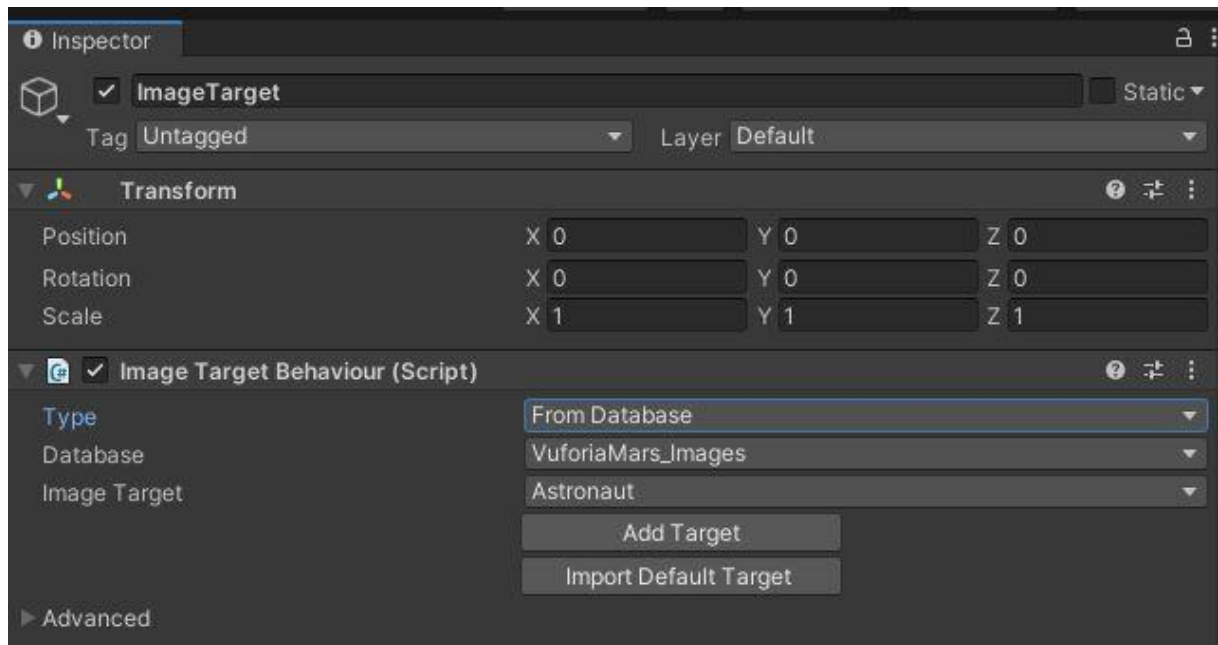 Inspector
ImageTarget Static
Tag Untagged Layer Default
Transform
Position X 0 Y 0 Z 0
Rotation X 0 Y 0 Z 0
Scale X 1 Y 1 Z 1
Image Target Behaviour (Script)
Type From Database
Database VuforiaMars_Images
Image Target Astronaut
Add Target
Import Default Target
Advanced